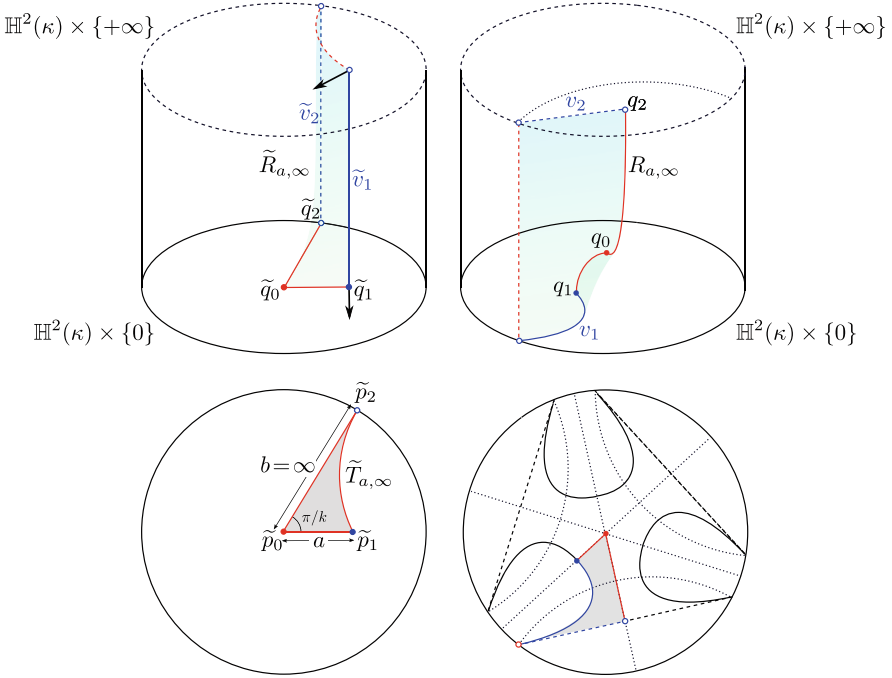 ℍ²(κ) × {+∞}
ṽ₂
R̃ₐ,∞
ṽ₁
q̃₂
q̃₀
q̃₁
ℍ²(κ) × {0}
ℍ²(κ) × {+∞}
v₂
q₂
Rₐ,∞
q₀
q₁
v₁
ℍ²(κ) × {0}
p̃₂
b = ∞
T̃ₐ,∞
π/k
p̃₀
a
p̃₁